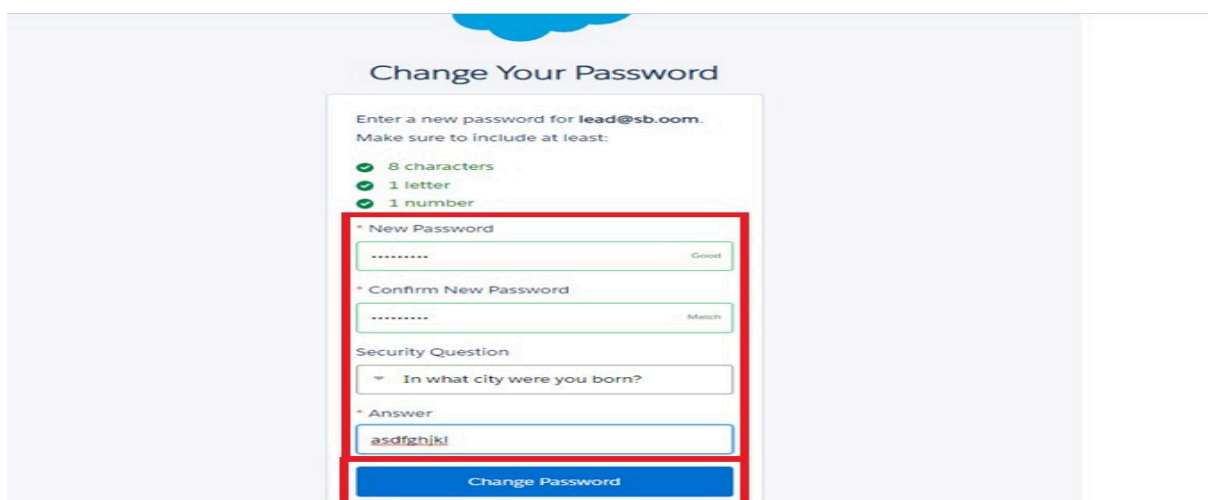 Change Your Password
Enter a new password for lead@sb.oom.
Make sure to include at least:
8 characters
1 letter
1 number
* New Password
••••••••• Good
* Confirm New Password
••••••••• Match
Security Question
In what city were you born?
* Answer
asdfghjkl
Change Password